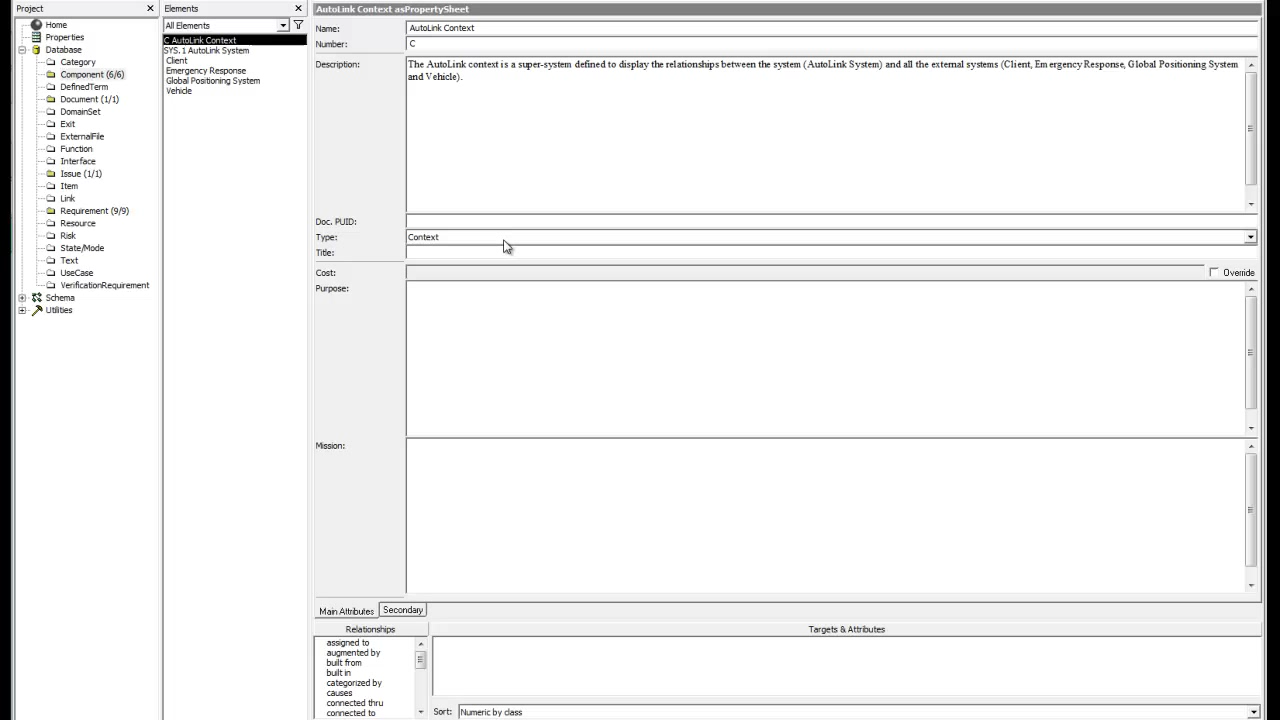 Project
Home
Properties
Database
Category
Component (6/6)
DefinedTerm
Document (1/1)
DomainSet
Exit
ExternalFile
Function
Interface
Issue (1/1)
Item
Link
Requirement (9/9)
Resource
Risk
State/Mode
Text
UseCase
VerificationRequirement
Schema
Utilities
Elements
All Elements
C AutoLink Context
SYS.1 AutoLink System
Client
Emergency Response
Global Positioning System
Vehicle
AutoLink Context asPropertySheet
Name: AutoLink Context
Number: C
Description: The AutoLink context is a super-system defined to display the relationships between the system (AutoLink System) and all the external systems (Client, Emergency Response, Global Positioning System
and Vehicle).
Doc. PUID:
Type: Context
Title:
Cost: Override
Purpose:
Mission:
Main Attributes Secondary
Relationships
assigned to
augmented by
built from
built in
categorized by
causes
connected thru
connected to
Targets & Attributes
Sort: Numeric by class